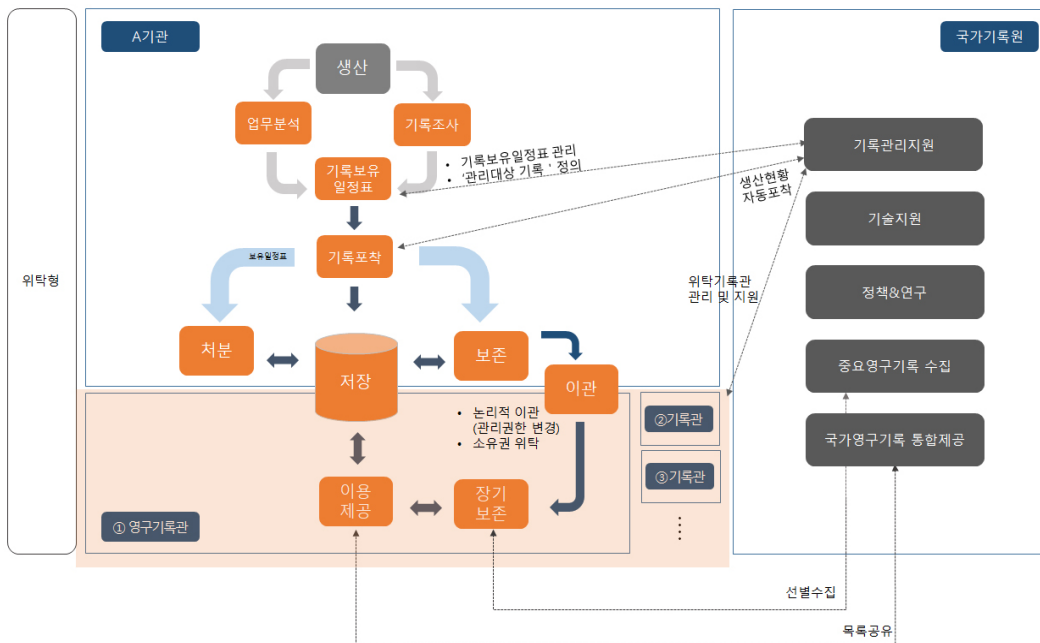 위탁형
A기관
생산
업무분석
기록조사
기록보유
일정표
• 기록보유일정표 관리
• '관리대상 기록 ' 정의
보유일정표
기록포착
처분
저장
보존
이관
• 논리적 이관
(관리권한 변경)
• 소유권 위탁
이용
제공
장기
보존
① 영구기록관
②기록관
③기록관
생산현황
자동포착
위탁기록관
관리 및 지원
국가기록원
기록관리지원
기술지원
정책&연구
중요영구기록 수집
국가영구기록 통합제공
선별수집
목록공유